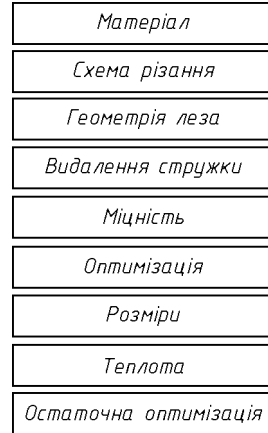 Матеріал
Схема різання
Геометрія леза
Видалення стружки
Міцність
Оптимізація
Розміри
Теплота
Остаточна оптимізація